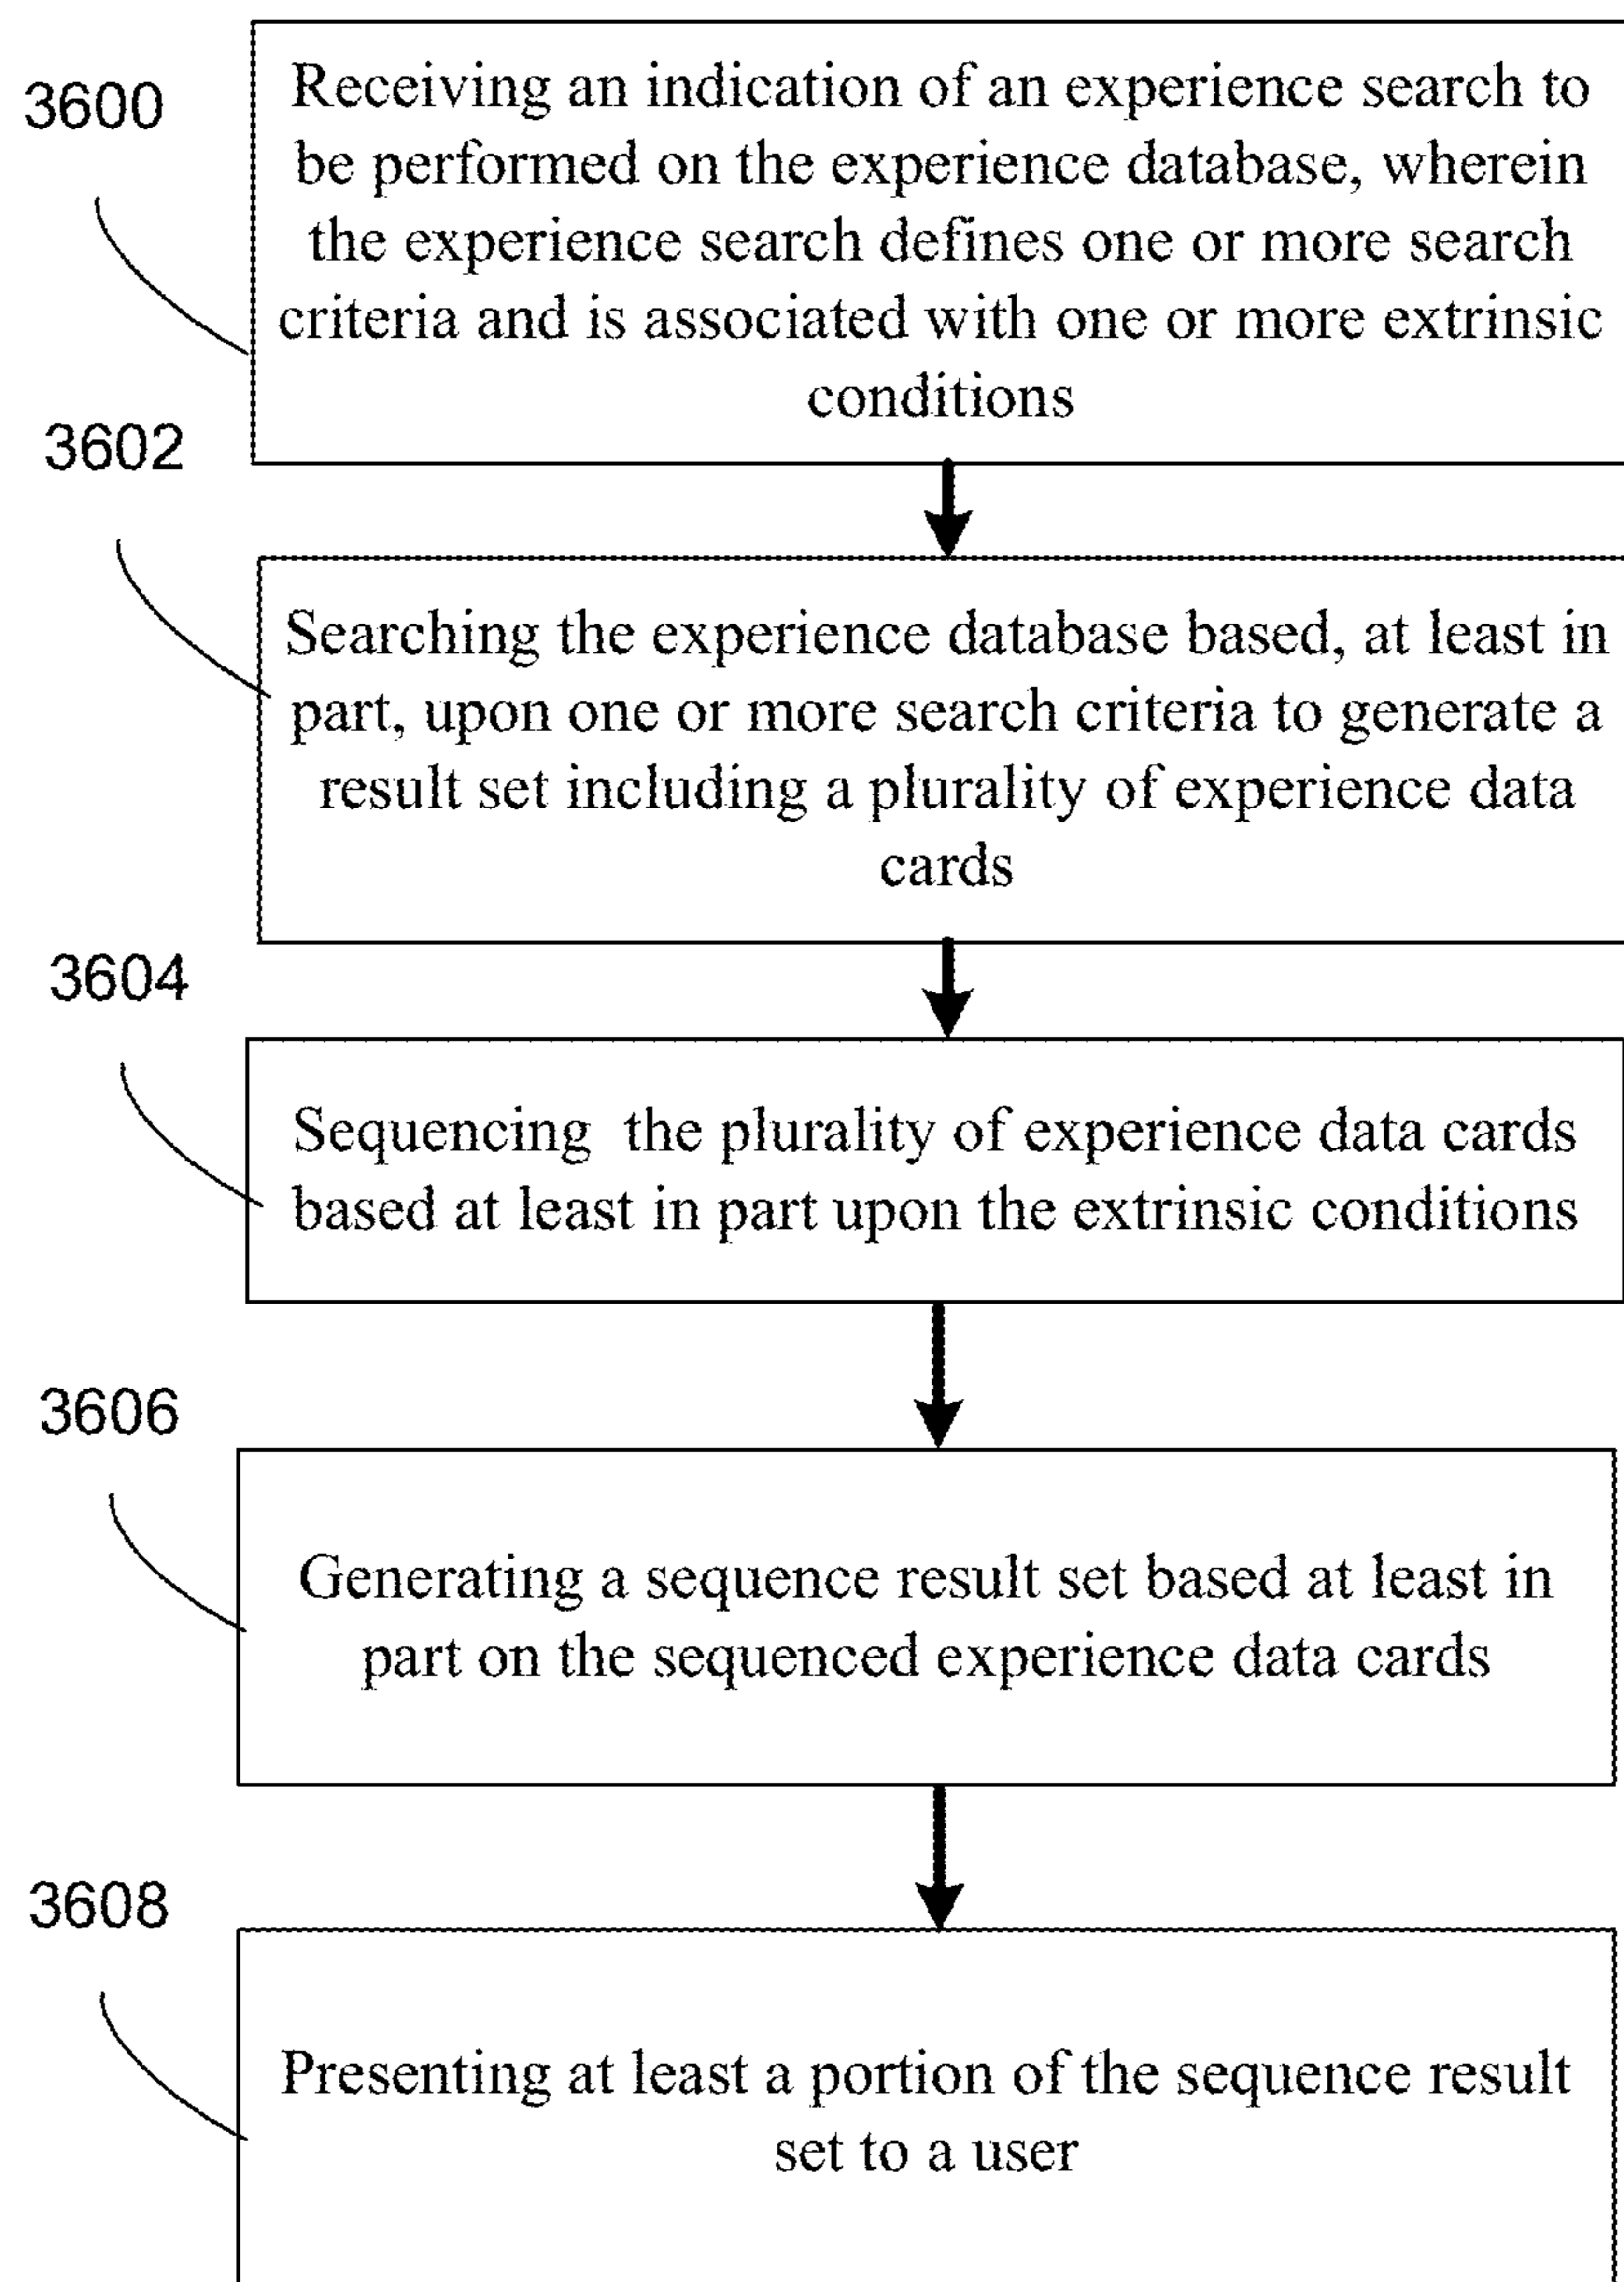 3600
Receiving an indication of an experience search to
be performed on the experience database, wherein
the experience search defines one or more search
criteria and is associated with one or more extrinsic
conditions
3602
Searching the experience database based, at least in
part, upon one or more search criteria to generate a
result set including a plurality of experience data
cards
3604
Sequencing the plurality of experience data cards
based at least in part upon the extrinsic conditions
3606
Generating a sequence result set based at least in
part on the sequenced experience data cards
3608
Presenting at least a portion of the sequence result
set to a user